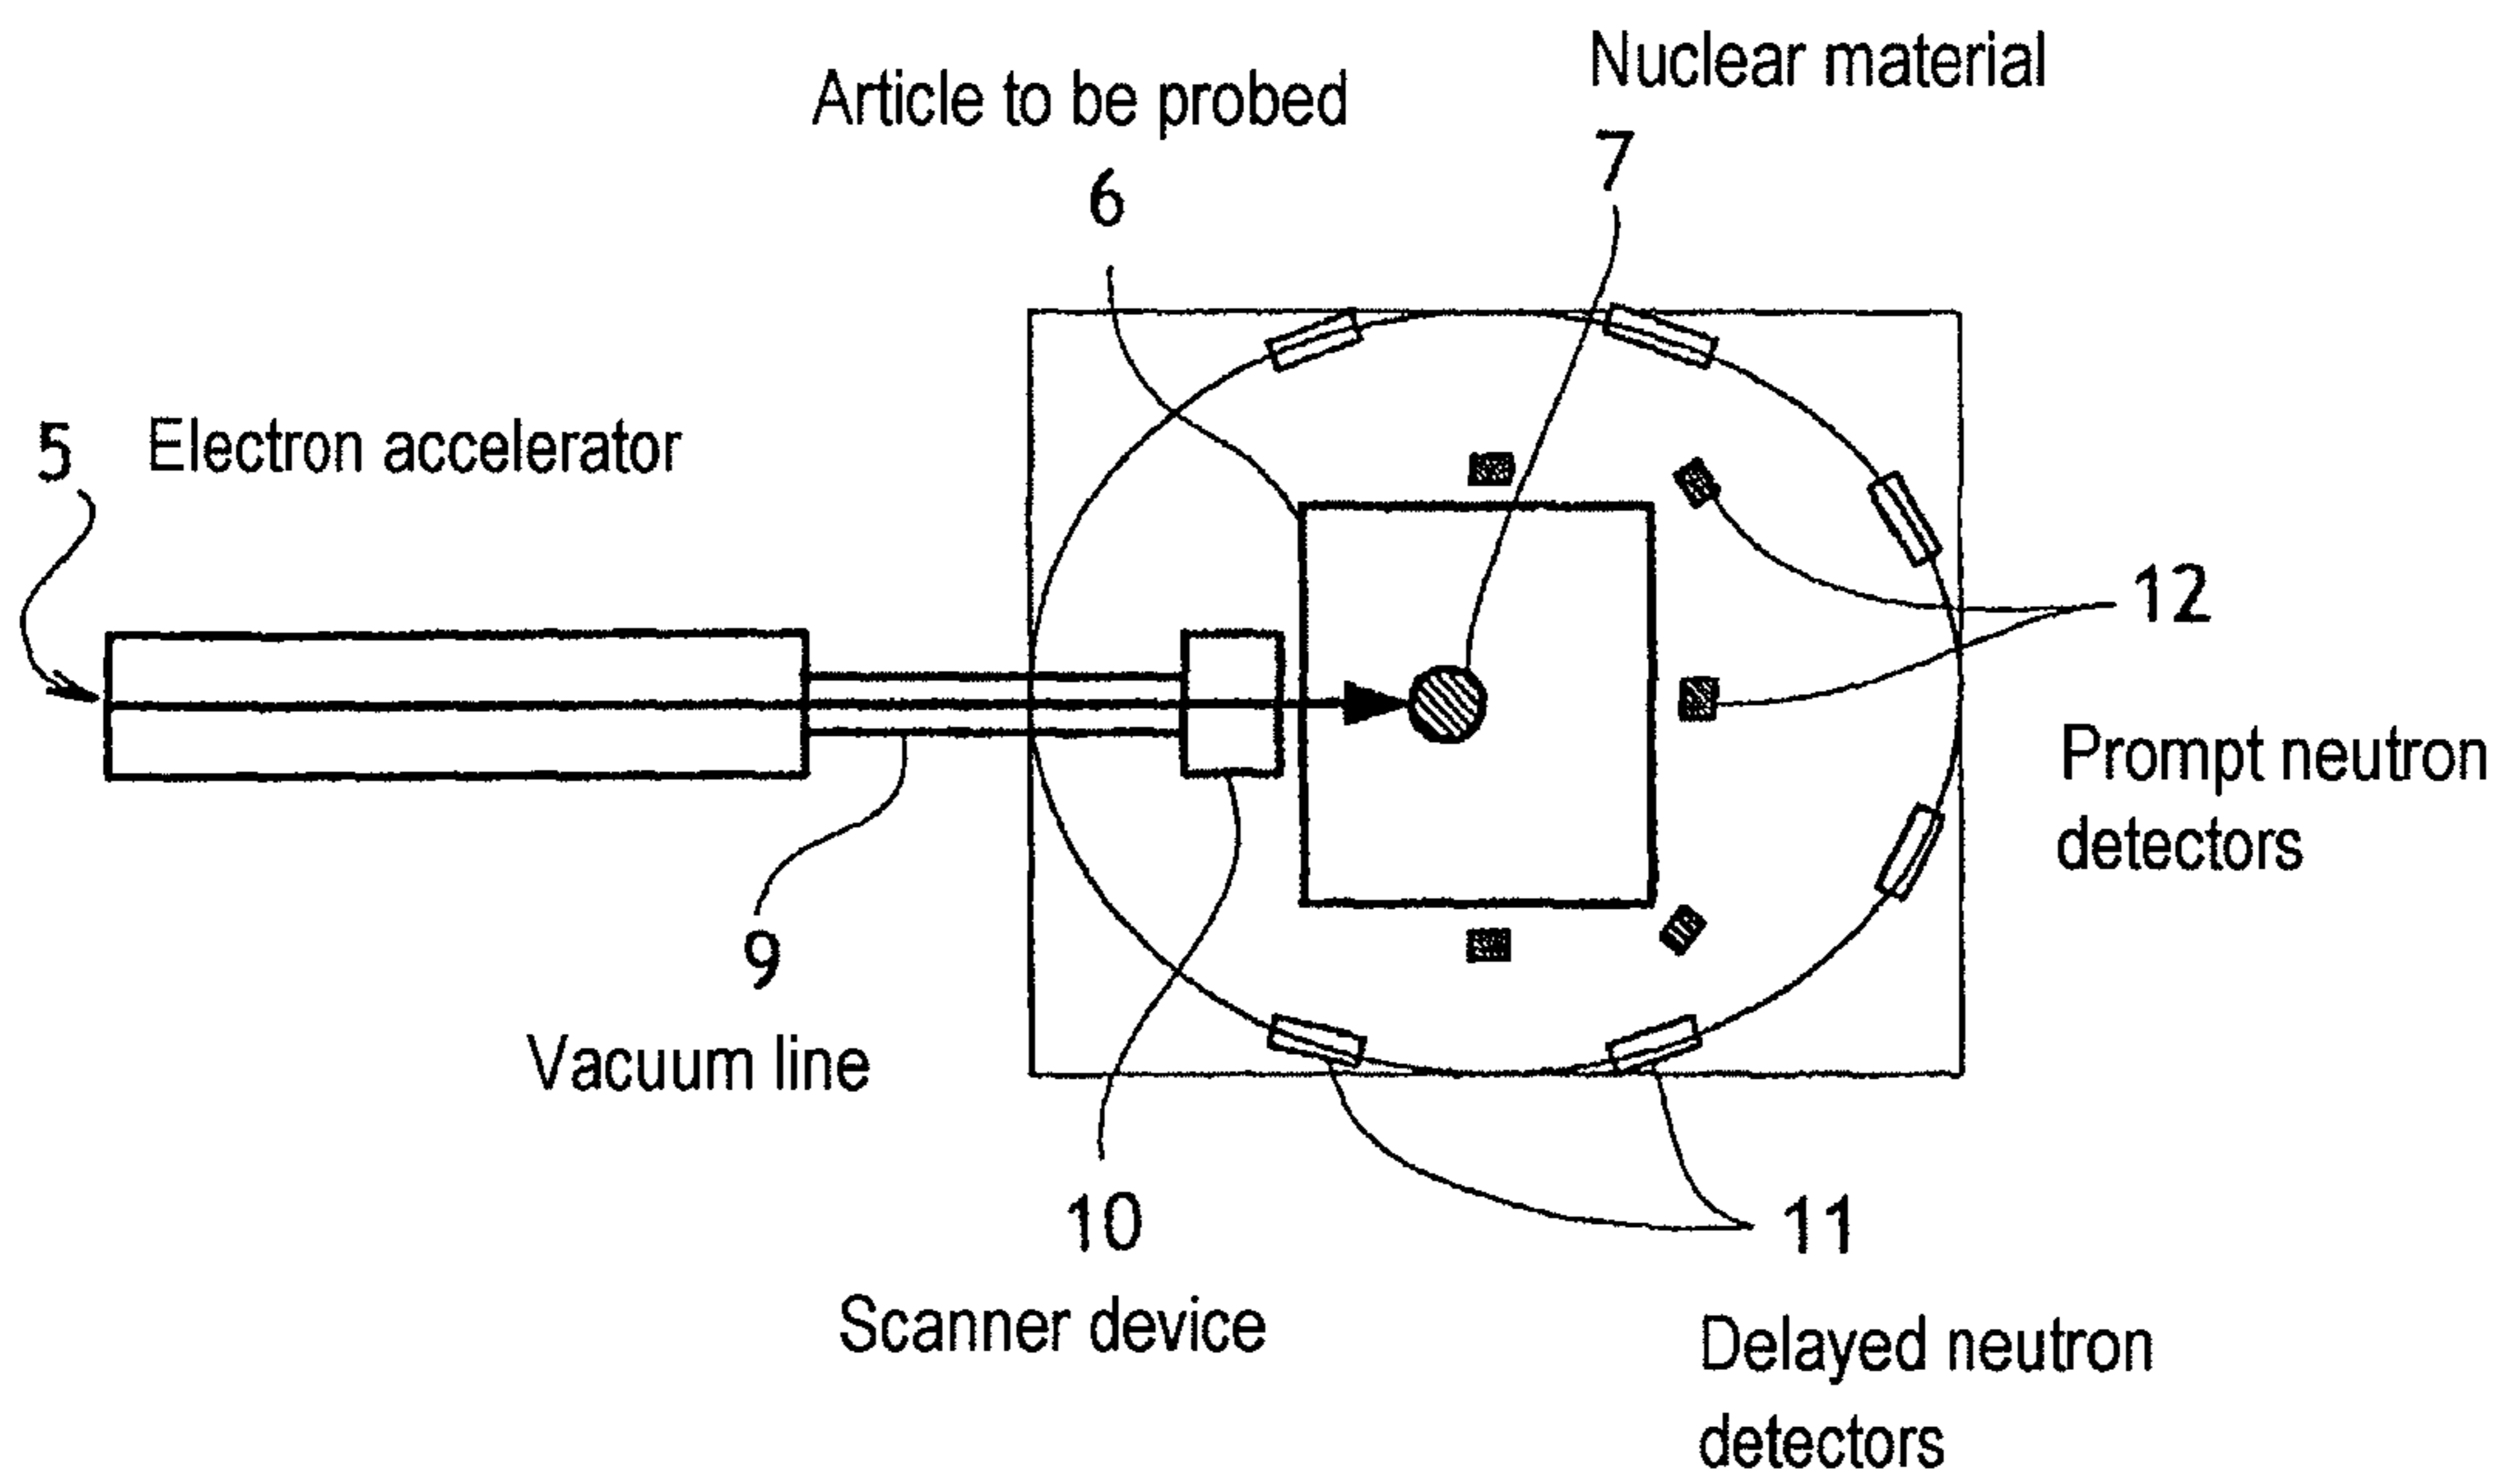 Nuclear material
7
Article to be probed
6
5 Electron accelerator
12
Prompt neutron
detectors
9
Vacuum line
10
Scanner device
11
Delayed neutron
detectors